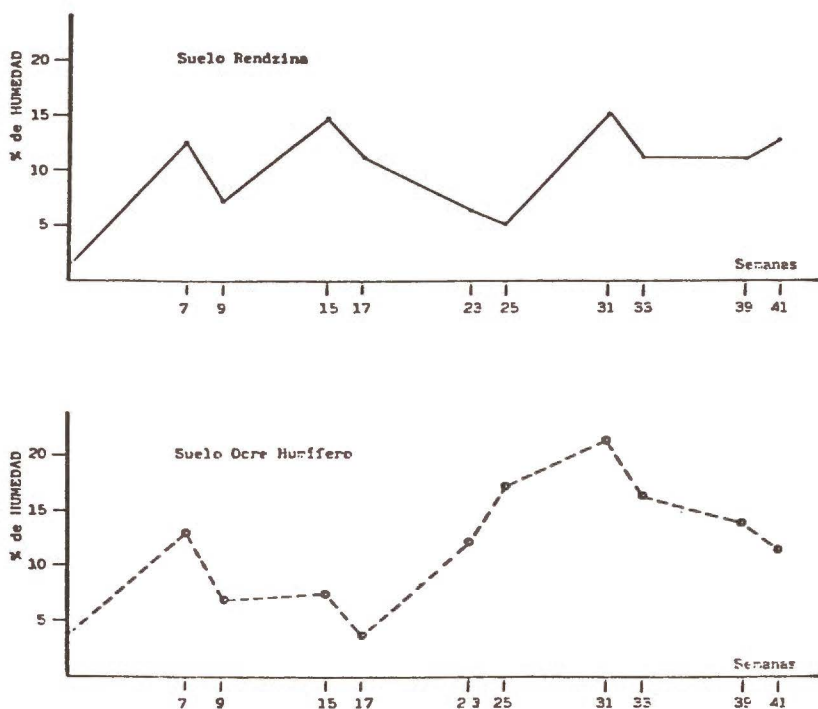 Suelo Rendzina
% de HUMEDAD
20
15
10
5
Semanas
7 9 15 17 23 25 31 33 39 41
Suelo Ocre Humífero
% de HUMEDAD
20
15
10
5
Semanas
7 9 15 17 23 25 31 33 39 41